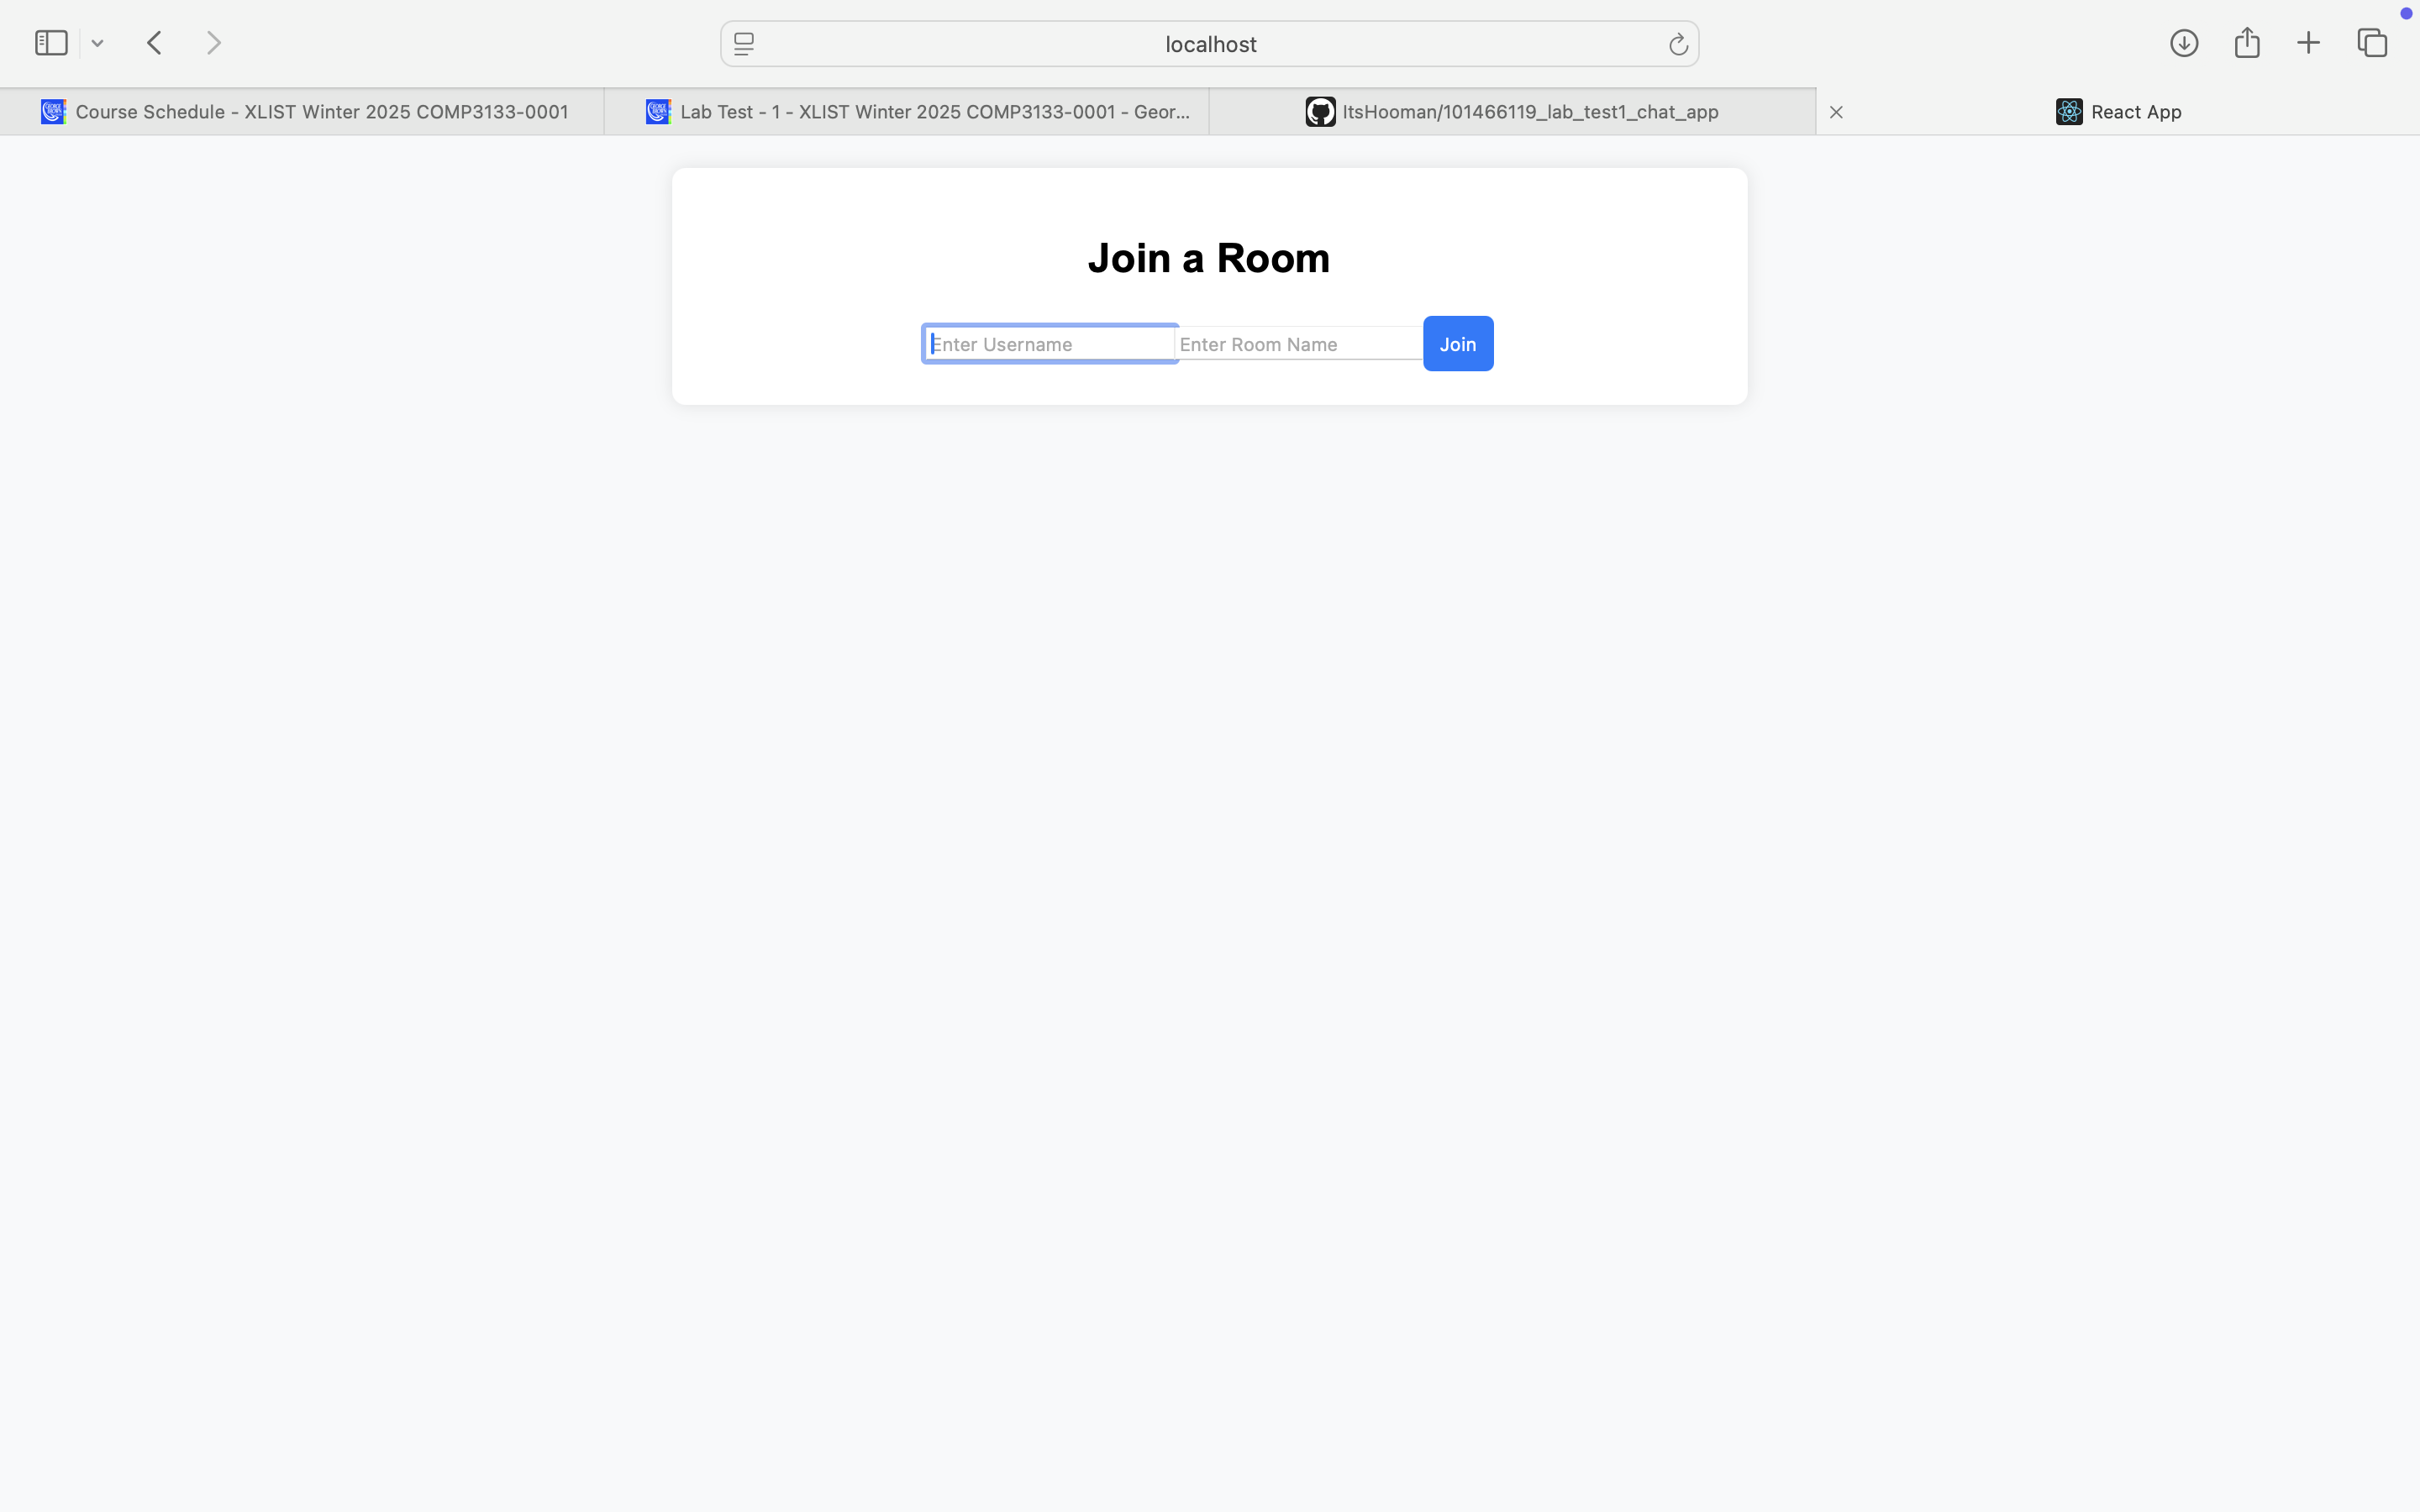 localhost
Course Schedule - XLIST Winter 2025 COMP3133-0001
Lab Test - 1 - XLIST Winter 2025 COMP3133-0001 - Geor...
ItsHooman/101466119_lab_test1_chat_app
React App
Join a Room
Enter Username
Enter Room Name
Join